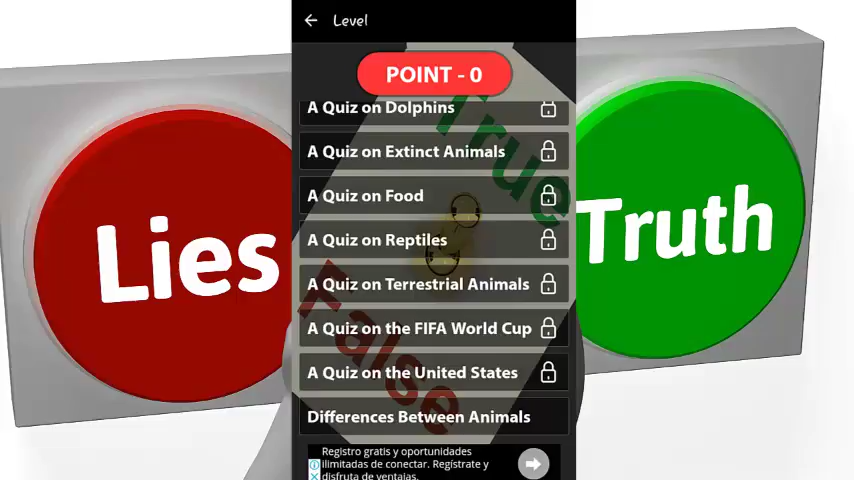 Level
POINT - 0
A Quiz on Dolphins
A Quiz on Extinct Animals
A Quiz on Food
A Quiz on Reptiles
A Quiz on Terrestrial Animals
A Quiz on the FIFA World Cup
A Quiz on the United States
Differences Between Animals
True
False
Lies
Truth
Registro gratis y oportunidades
ilimitadas de conectar. Regístrate y
disfruta de ventajas.